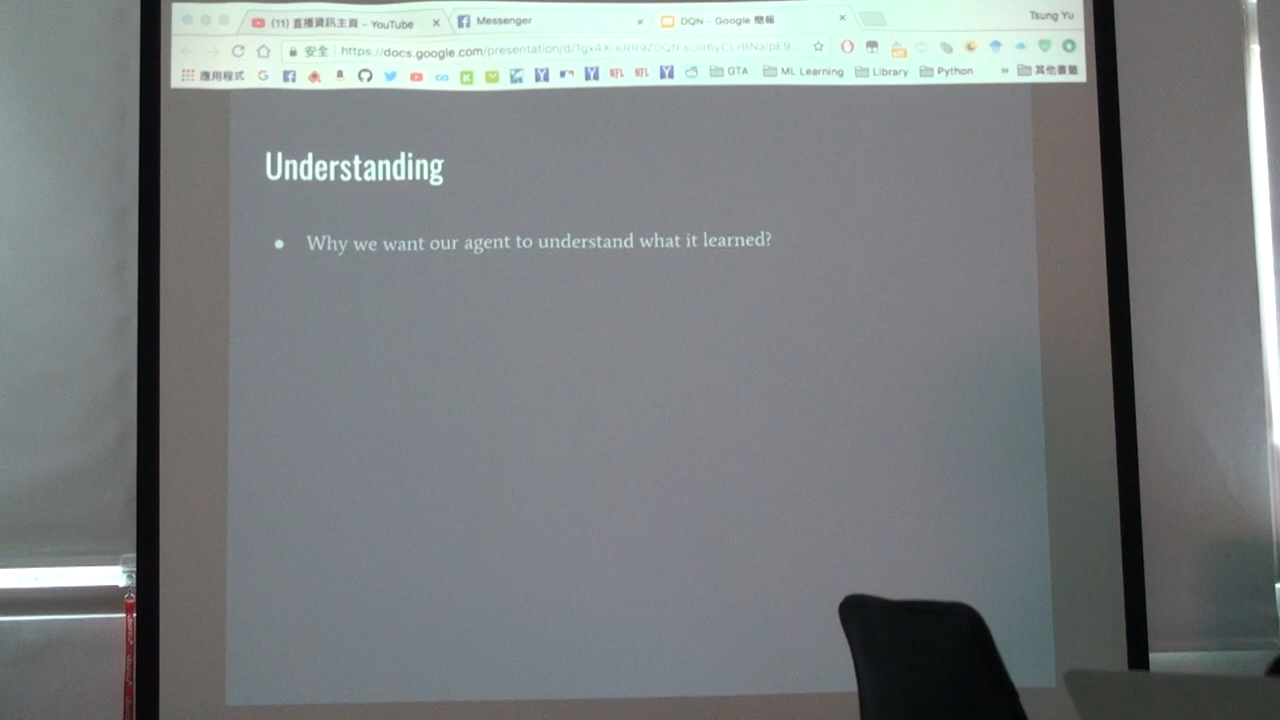 (11) 直播資訊主頁 - YouTube
Messenger
DQN - Google 簡報
Tsung Yu
安全
https://docs.google.com/presentation/d/
應用程式
GTA
ML Learning
Library
Python
»
其他書籤
Understanding
● Why we want our agent to understand what it learned?